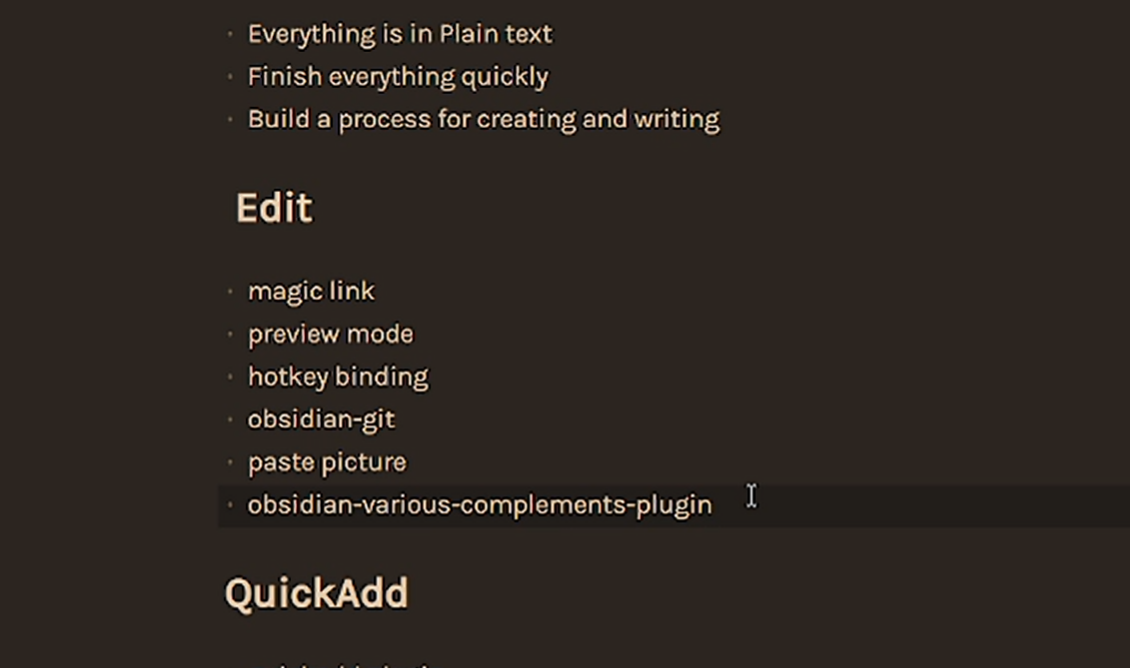 Everything is in Plain text
Finish everything quickly
Build a process for creating and writing
Edit
magic link
preview mode
hotkey binding
obsidian-git
paste picture
obsidian-various-complements-plugin
QuickAdd